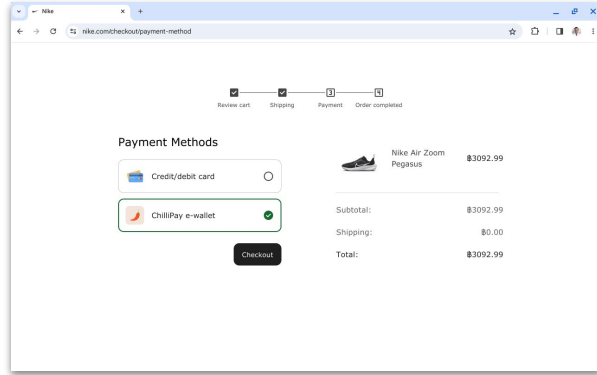 Nike
nike.com/checkout/payment-method
3
4
Review cart
Shipping
Payment
Order completed
Payment Methods
Credit/debit card
ChilliPay e-wallet
Checkout
Nike Air Zoom
Pegasus
฿3092.99
Subtotal:
฿3092.99
Shipping:
฿0.00
Total:
฿3092.99